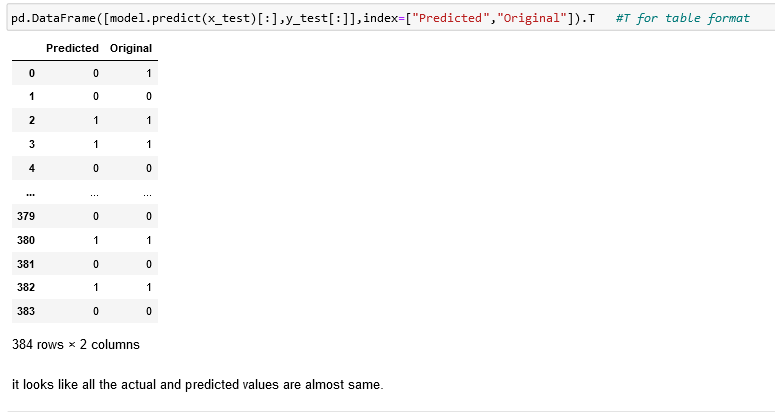 pd.DataFrame([model.predict(x_test)[:],y_test[:]],index=["Predicted","Original"]).T   #T for table format
Predicted Original
0 0 1
1 0 0
2 1 1
3 1 1
4 0 0
... ... ...
379 0 0
380 1 1
381 0 0
382 1 1
383 0 0
384 rows × 2 columns
it looks like all the actual and predicted values are almost same.